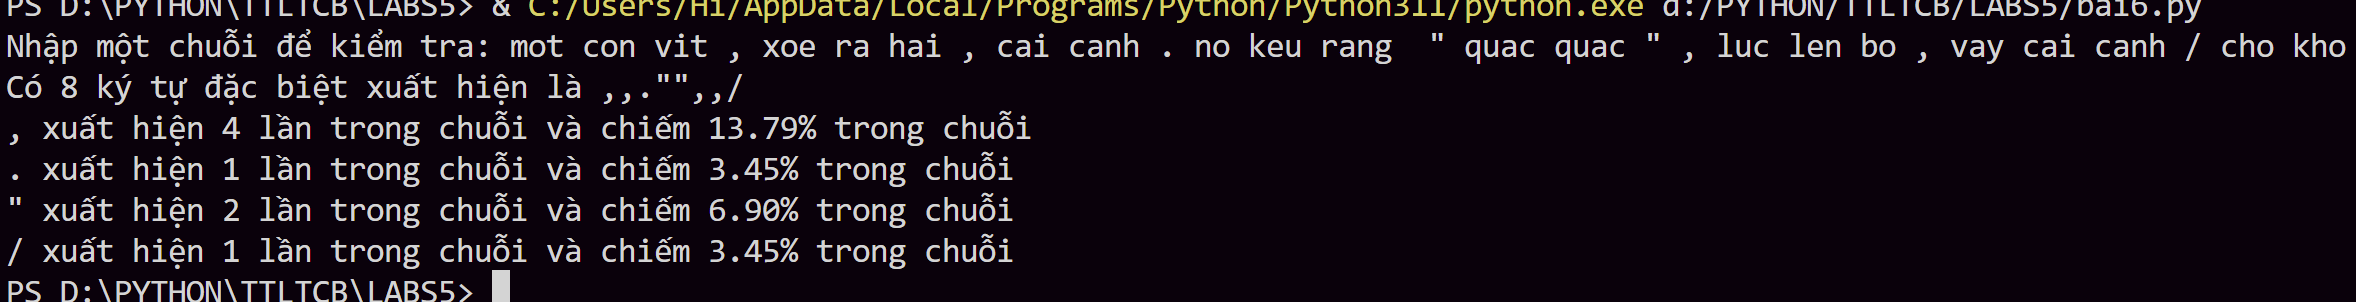 PS D:\PYTHON\TTLTCB\LABS5> & C:/Users/Hi/AppData/Local/Programs/Python/Python311/python.exe d:/PYTHON/TTLTCB/LABS5/bai6.py
Nhập một chuỗi để kiểm tra: mot con vit , xoe ra hai , cai canh . no keu rang  " quac quac " , luc len bo , vay cai canh / cho kho
Có 8 ký tự đặc biệt xuất hiện là ,,."",,/
, xuất hiện 4 lần trong chuỗi và chiếm 13.79% trong chuỗi
. xuất hiện 1 lần trong chuỗi và chiếm 3.45% trong chuỗi
" xuất hiện 2 lần trong chuỗi và chiếm 6.90% trong chuỗi
/ xuất hiện 1 lần trong chuỗi và chiếm 3.45% trong chuỗi
PS D:\PYTHON\TTLTCB\LABS5>